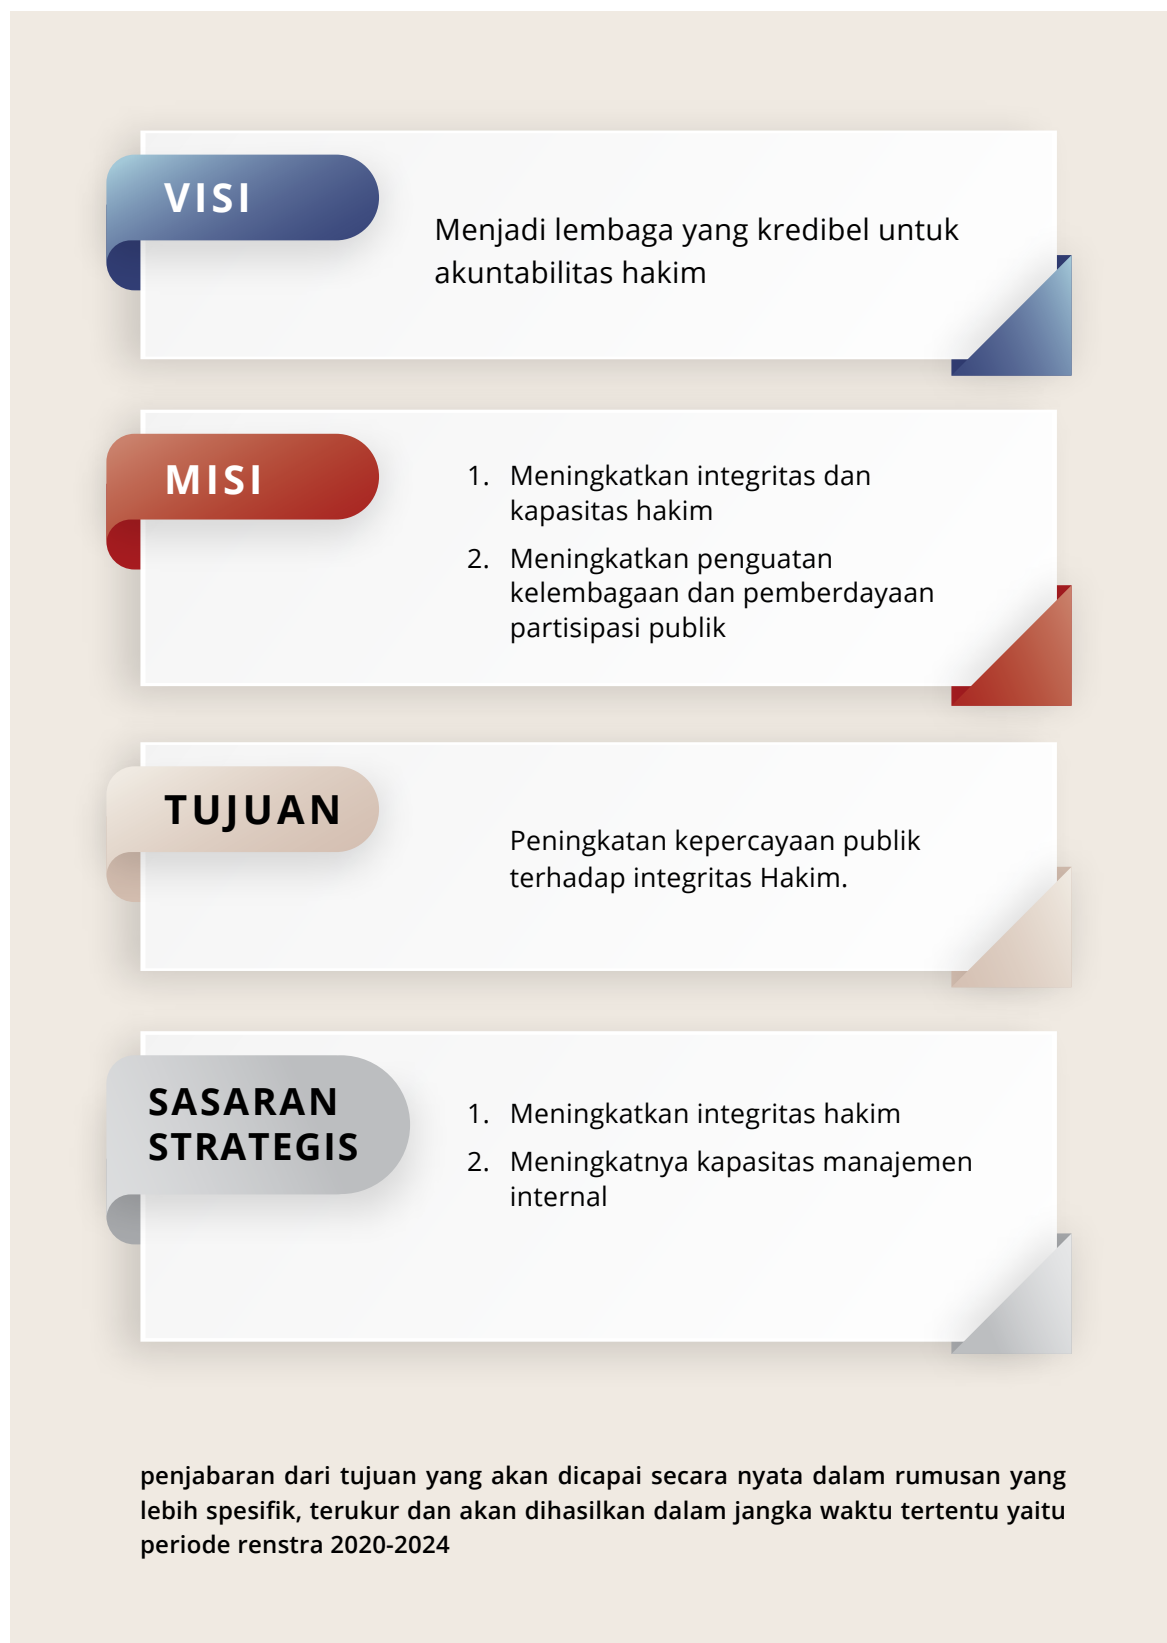 VISI
Menjadi lembaga yang kredibel untuk
akuntabilitas hakim
MISI
1. Meningkatkan integritas dan
kapasitas hakim
2. Meningkatkan penguatan
kelembagaan dan pemberdayaan
partisipasi publik
TUJUAN
Peningkatan kepercayaan publik
terhadap integritas Hakim.
SASARAN
STRATEGIS
1. Meningkatkan integritas hakim
2. Meningkatnya kapasitas manajemen
internal
penjabaran dari tujuan yang akan dicapai secara nyata dalam rumusan yang
lebih spesifik, terukur dan akan dihasilkan dalam jangka waktu tertentu yaitu
periode renstra 2020-2024